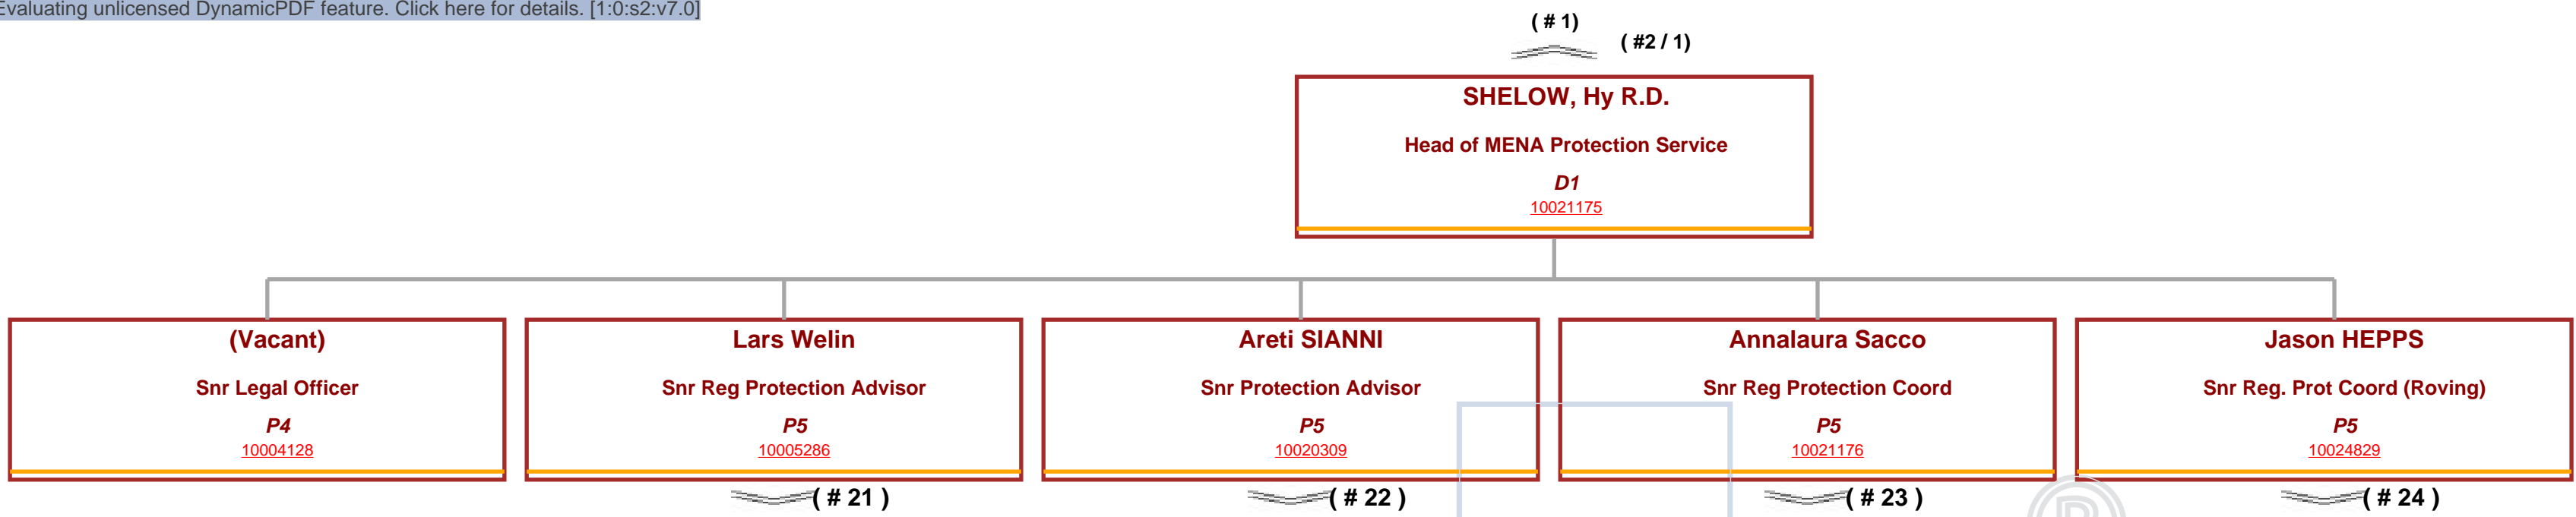 Evaluating unlicensed DynamicPDF feature. Click here for details. [1:0:s2:v7.0]
( # 1)
( #2 / 1)
SHELOW, Hy R.D.
Head of MENA Protection Service
D1
10021175
(Vacant)
Snr Legal Officer
P4
10004128
Lars Welin
Snr Reg Protection Advisor
P5
10005286
( # 21 )
Areti SIANNI
Snr Protection Advisor
P5
10020309
( # 22 )
Annalaura Sacco
Snr Reg Protection Coord
P5
10021176
( # 23 )
Jason HEPPS
Snr Reg. Prot Coord (Roving)
P5
10024829
( # 24 )